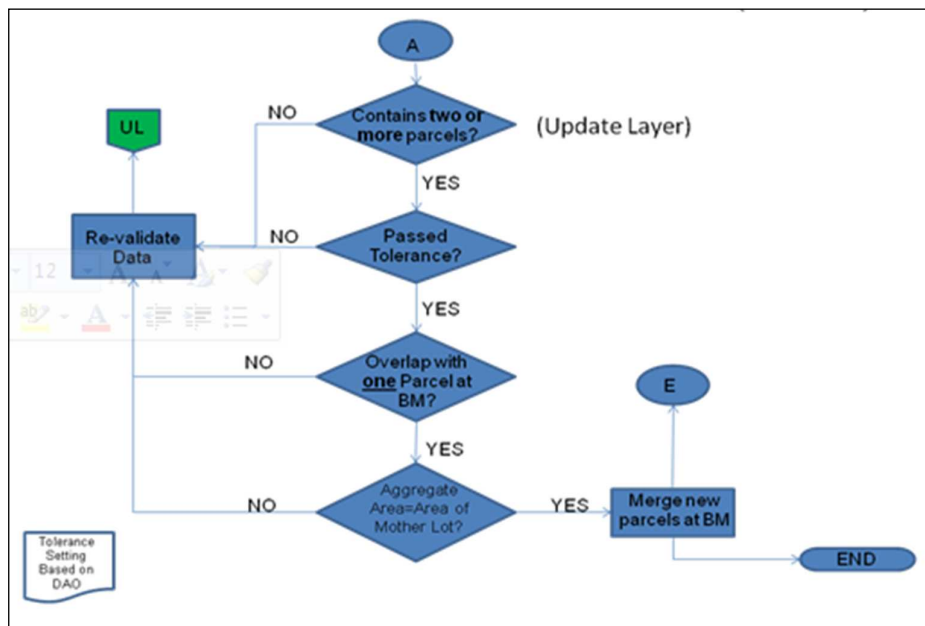 A
NO
Contains two or
more parcels?
(Update Layer)
UL
YES
Re-validate
Data
NO
Passed
Tolerance?
12
A
A
A
ab
A
YES
NO
Overlap with
one Parcel at
BM?
E
YES
NO
Aggregate
Area=Area of
Mother Lot?
YES
Merge new
parcels at BM
Tolerance
Setting
Based on
DAO
END